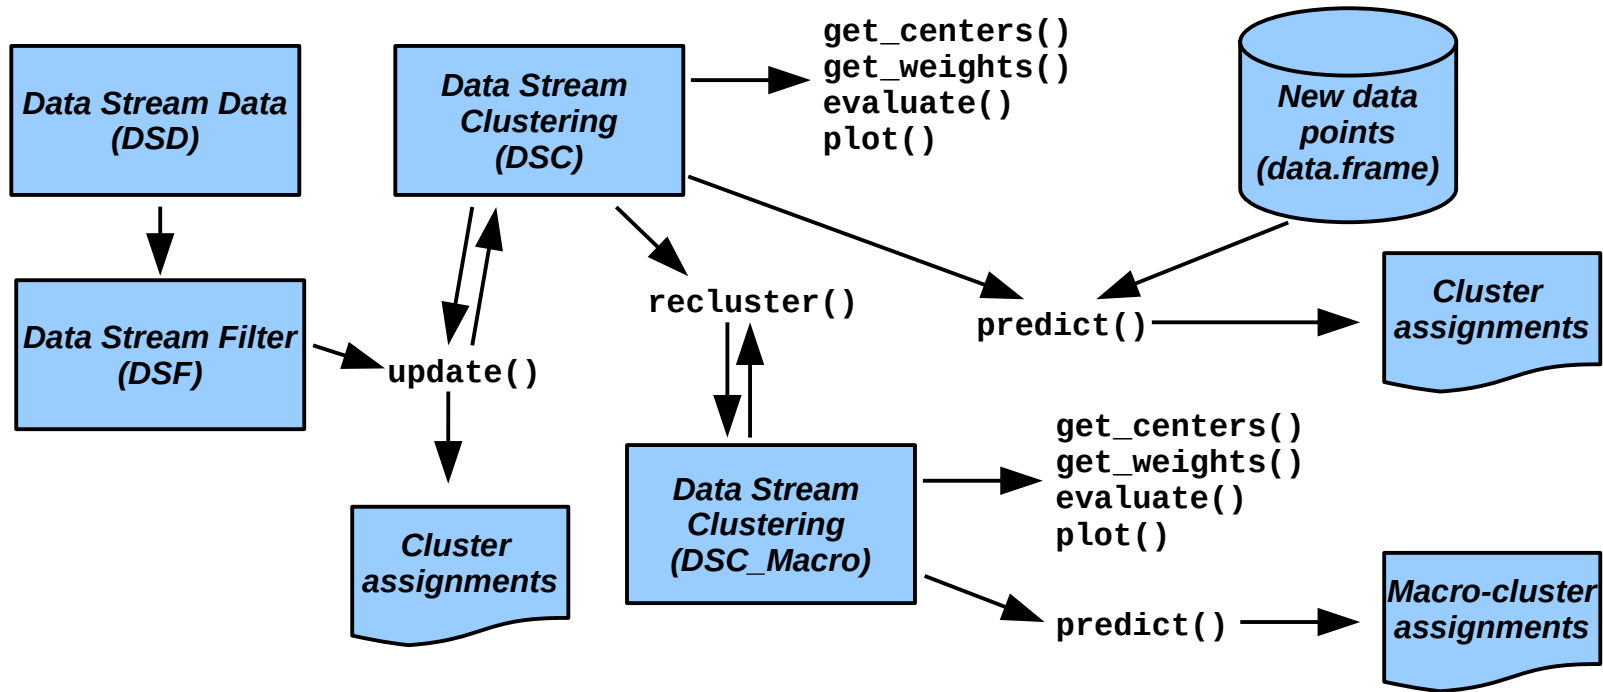 Data Stream Data
(DSD)
Data Stream
Clustering
(DSC)
get_centers()
get_weights()
evaluate()
plot()
New data
points
(data.frame)
Data Stream Filter
(DSF)
update()
recluster()
predict()
Cluster
assignments
Cluster
assignments
Data Stream
Clustering
(DSC_Macro)
get_centers()
get_weights()
evaluate()
plot()
predict()
Macro-cluster
assignments